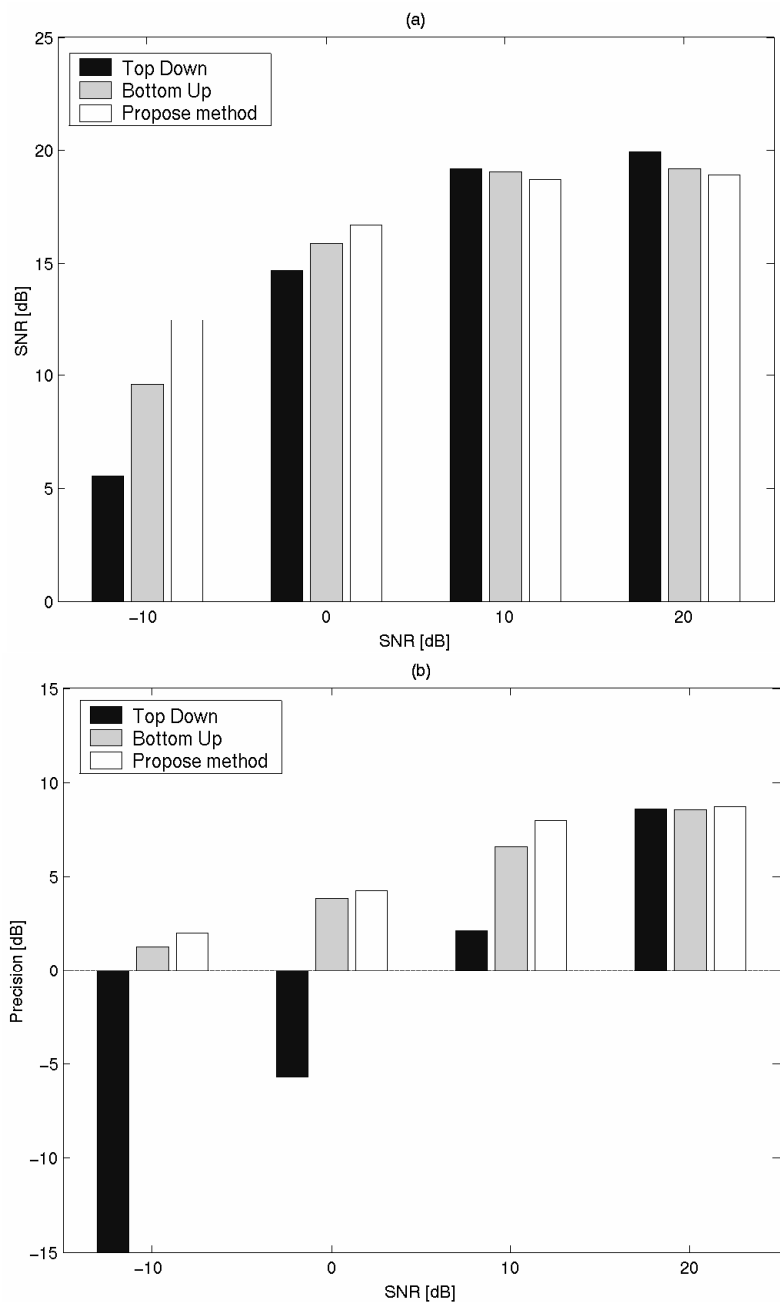 (a)
25
20
15
10
5
0
SNR [dB]
Top Down
Bottom Up
Propose method
−10 0 10 20
SNR [dB]
(b)
15
10
5
0
−5
−10
−15
Precision [dB]
Top Down
Bottom Up
Propose method
−10 0 10 20
SNR [dB]